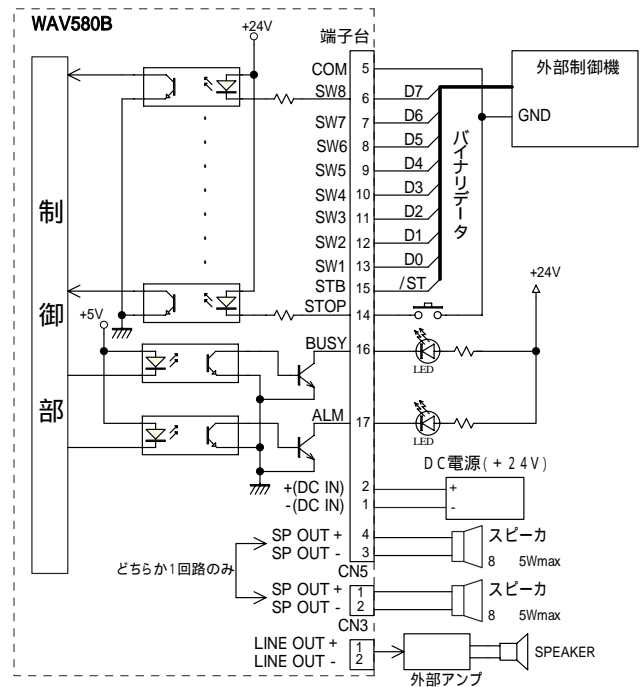 WAV580B
+24V
端子台
外部制御機
GND
COM 5
SW8 6 D7
SW7 7 D6
SW6 8 D5
SW5 9 D4
SW4 10 D3
SW3 11 D2
SW2 12 D1
SW1 13 D0
STB 15 /ST
STOP 14
バイナリデータ
制御部
+5V
+24V
BUSY 16
LED
ALM 17
LED
DC電源(+24V)
+(DC IN) 2 +
-(DC IN) 1 -
SP OUT + 4 スピーカ
SP OUT - 3
8 5Wmax
CN5
どちらか1回路のみ
SP OUT + 1 スピーカ
SP OUT - 2
8 5Wmax
CN3
LINE OUT + 1
LINE OUT - 2
SPEAKER
外部アンプ